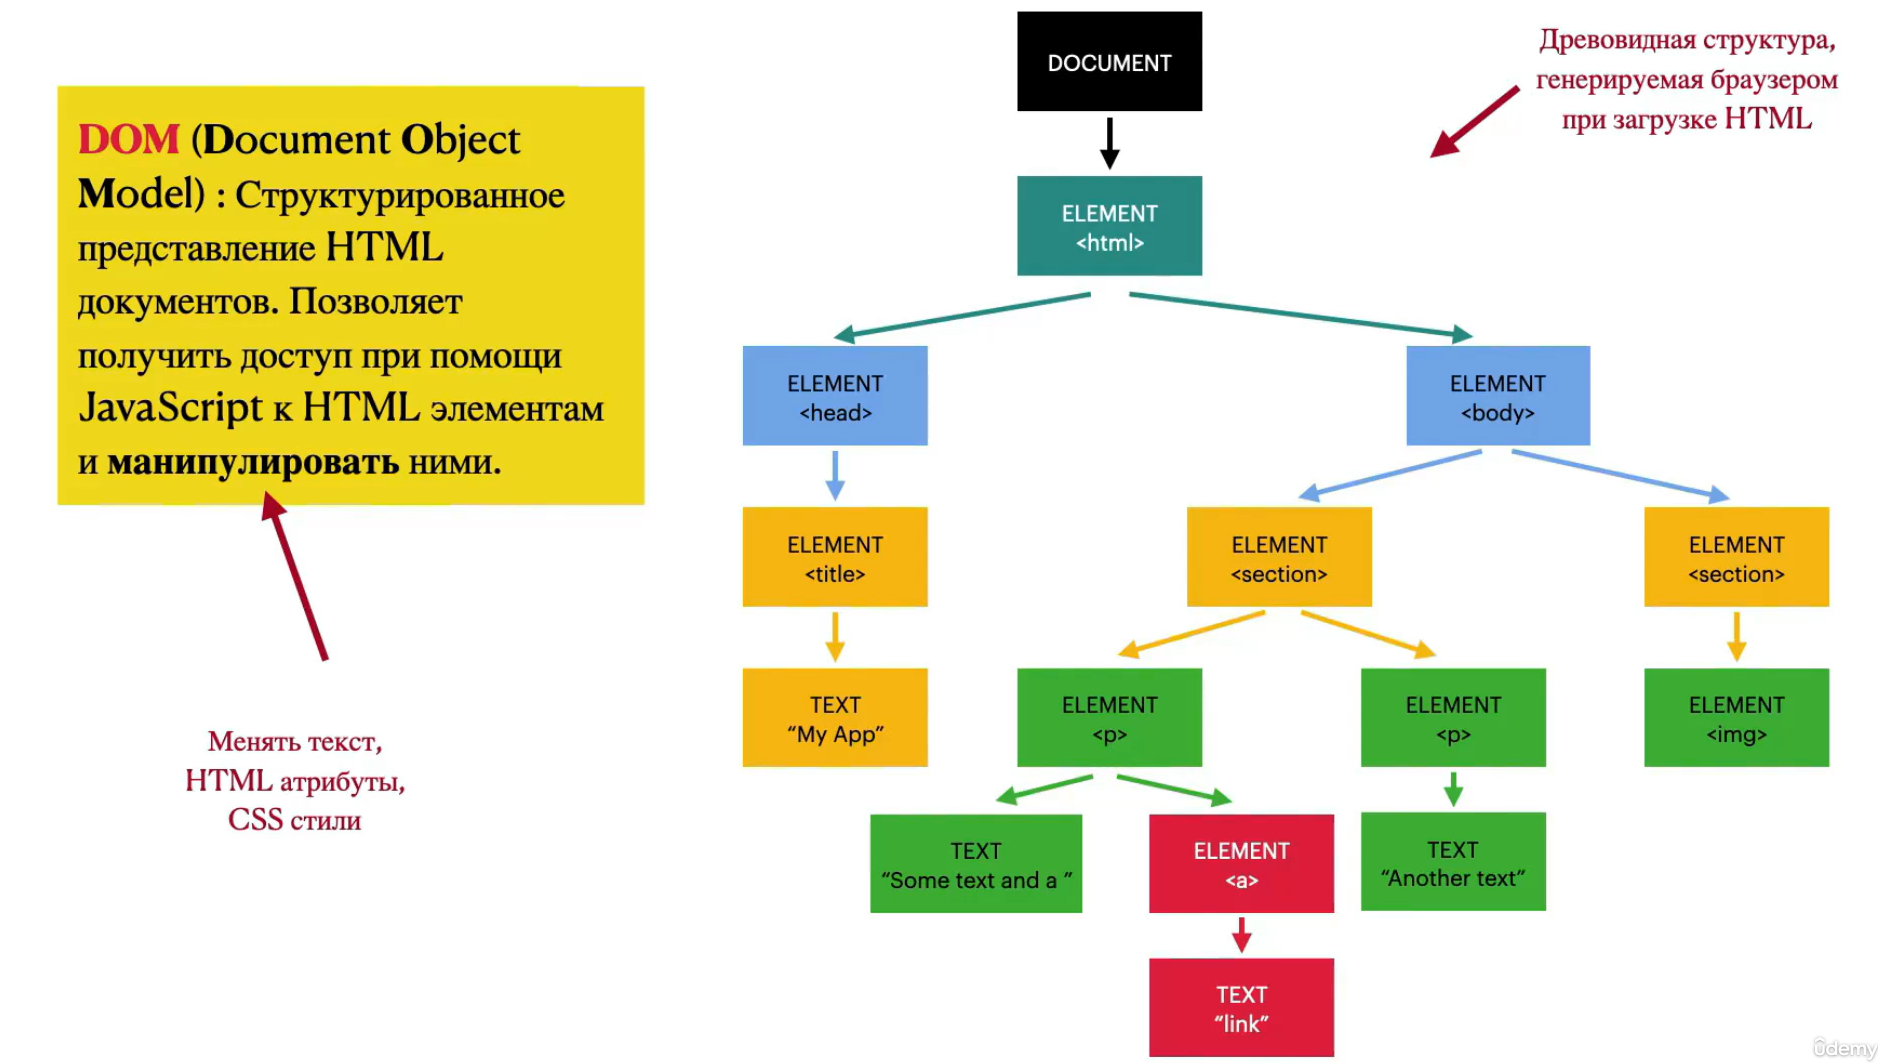 DOM (Document Object
Model) : Структурированное
представление HTML
документов. Позволяет
получить доступ при помощи
JavaScript к HTML элементам
и манипулировать ними.
Менять текст,
HTML атрибуты,
CSS стили
Древовидная структура,
генерируемая браузером
при загрузке HTML
DOCUMENT
ELEMENT
<html>
ELEMENT
<head>
ELEMENT
<body>
ELEMENT
<title>
ELEMENT
<section>
ELEMENT
<section>
TEXT
“My App”
ELEMENT
<p>
ELEMENT
<p>
ELEMENT
<img>
TEXT
“Some text and a ”
ELEMENT
<a>
TEXT
“Another text”
TEXT
“link”
ûdemy